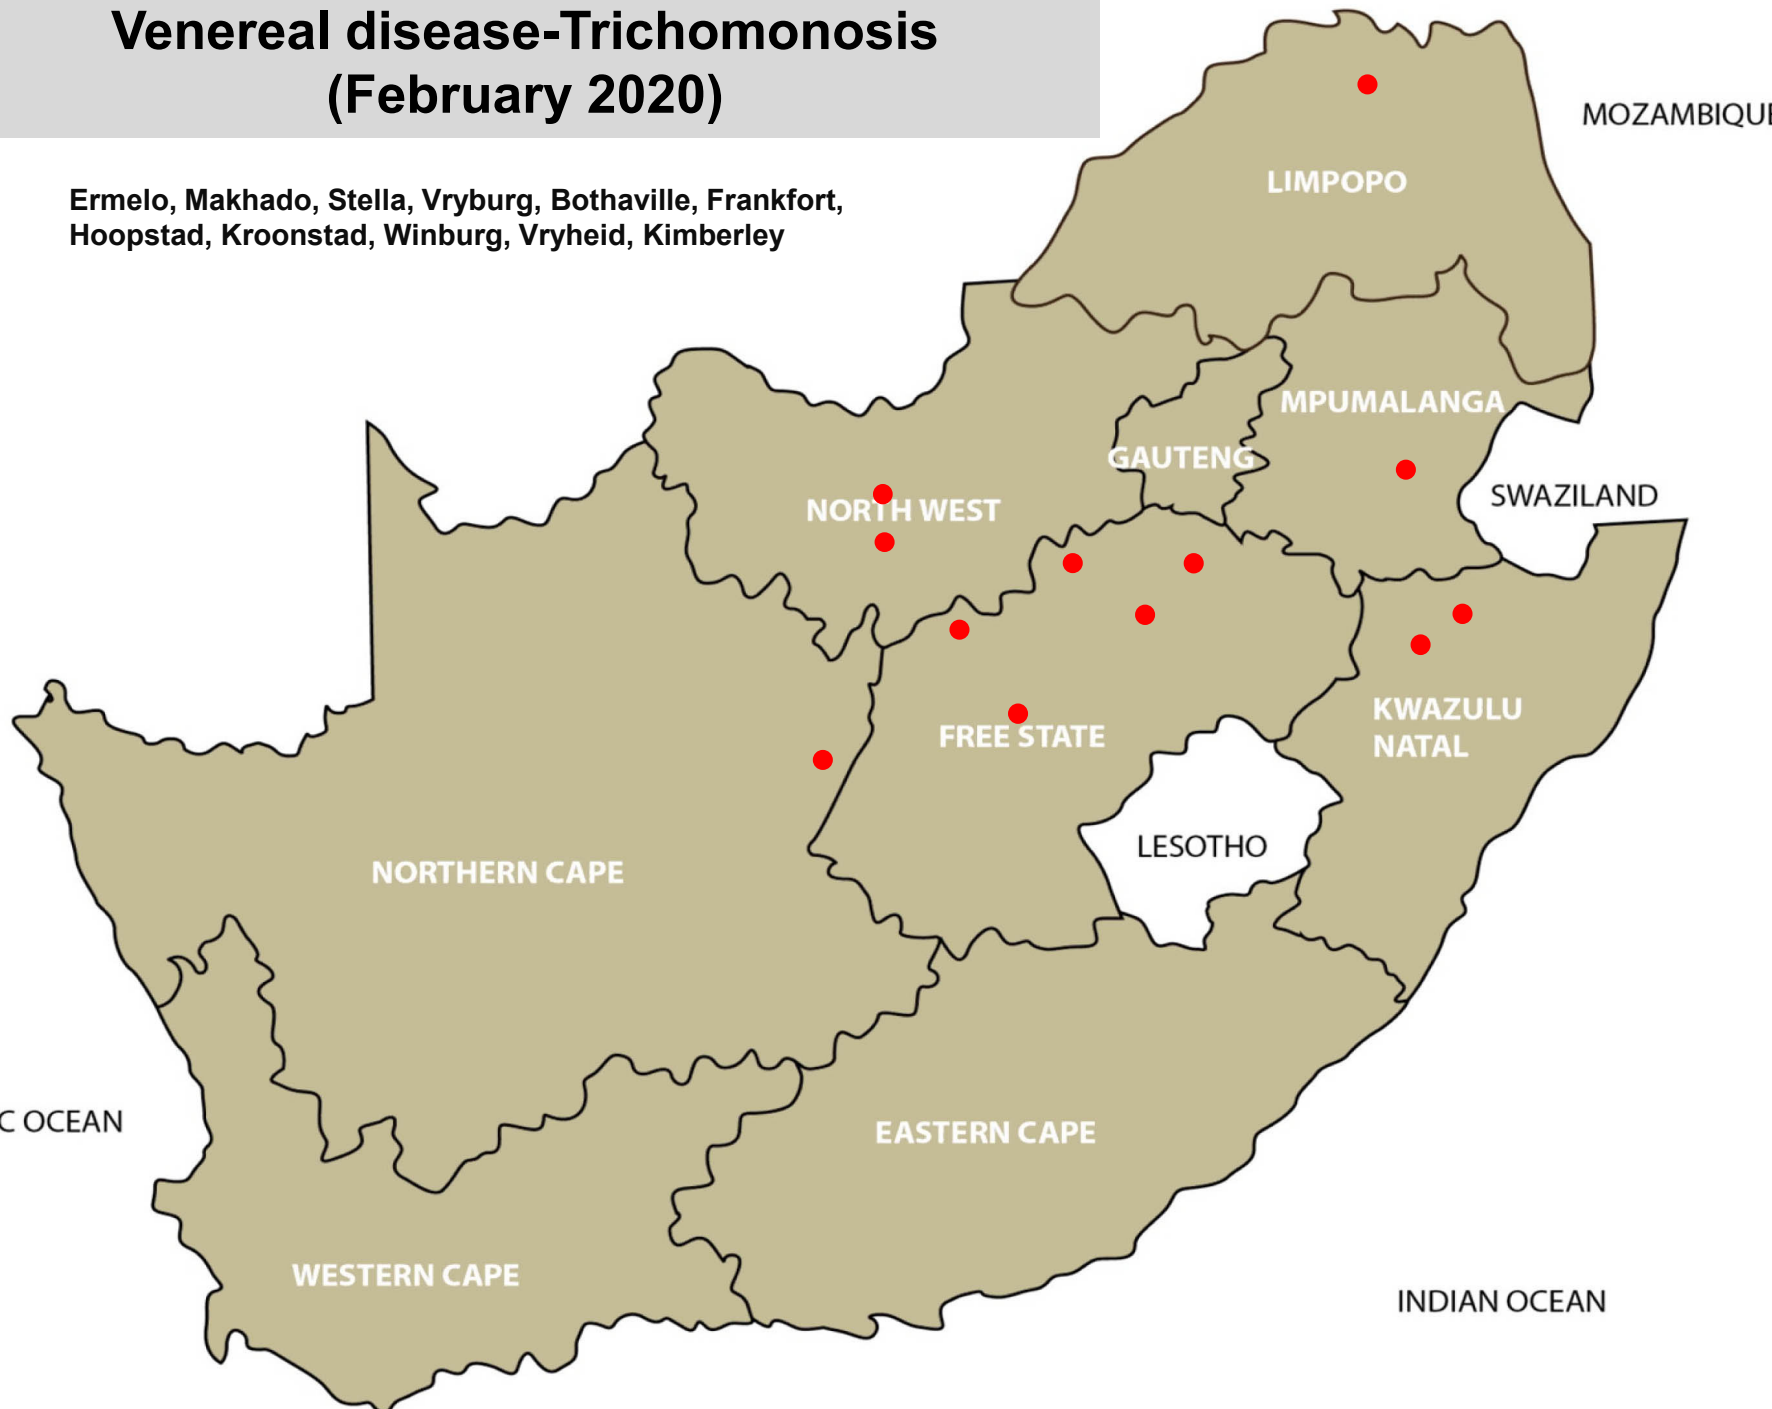 Venereal disease-Trichomonosis
(February 2020)
Ermelo, Makhado, Stella, Vryburg, Bothaville, Frankfort,
Hoopstad, Kroonstad, Winburg, Vryheid, Kimberley
MOZAMBIQUE
LIMPOPO
MPUMALANGA
GAUTENG
SWAZILAND
NORTH WEST
KWAZULU
NATAL
FREE STATE
LESOTHO
NORTHERN CAPE
C OCEAN
EASTERN CAPE
WESTERN CAPE
INDIAN OCEAN